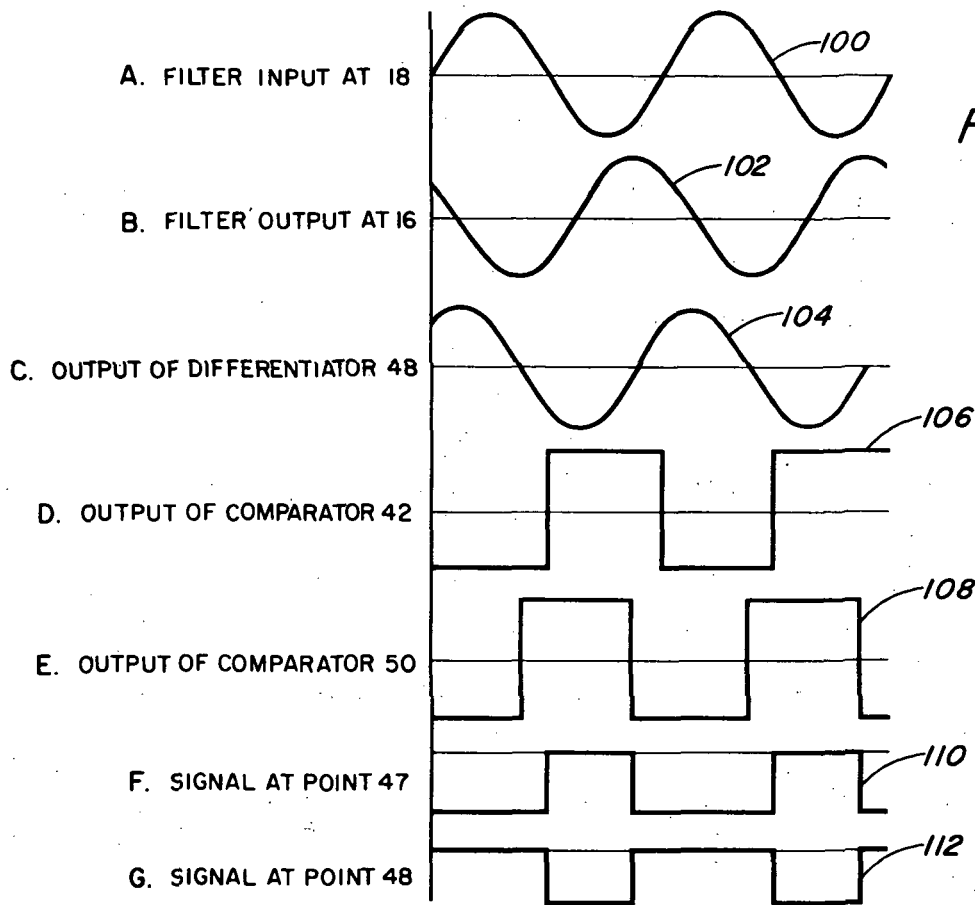 100
A. FILTER INPUT AT 18
102
B. FILTER OUTPUT AT 16
104
C. OUTPUT OF DIFFERENTIATOR 48
106
D. OUTPUT OF COMPARATOR 42
108
E. OUTPUT OF COMPARATOR 50
F. SIGNAL AT POINT 47
110
G. SIGNAL AT POINT 48
112